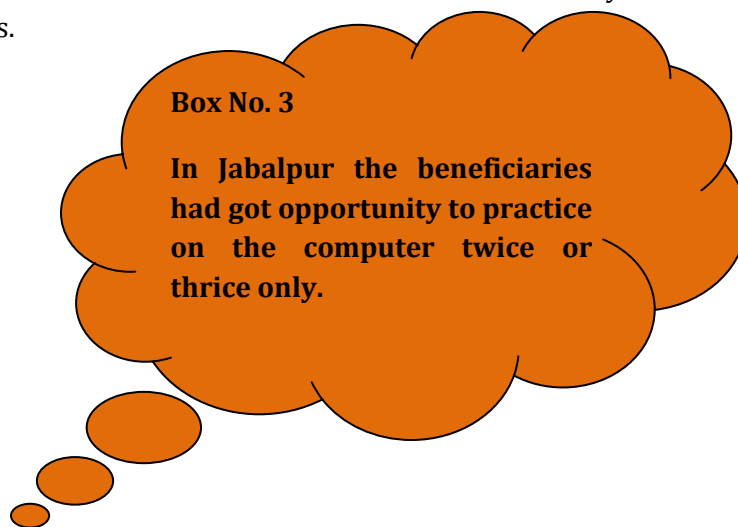 s.
Box No. 3
In Jabalpur the beneficiaries
had got opportunity to practice
on the computer twice or
thrice only.